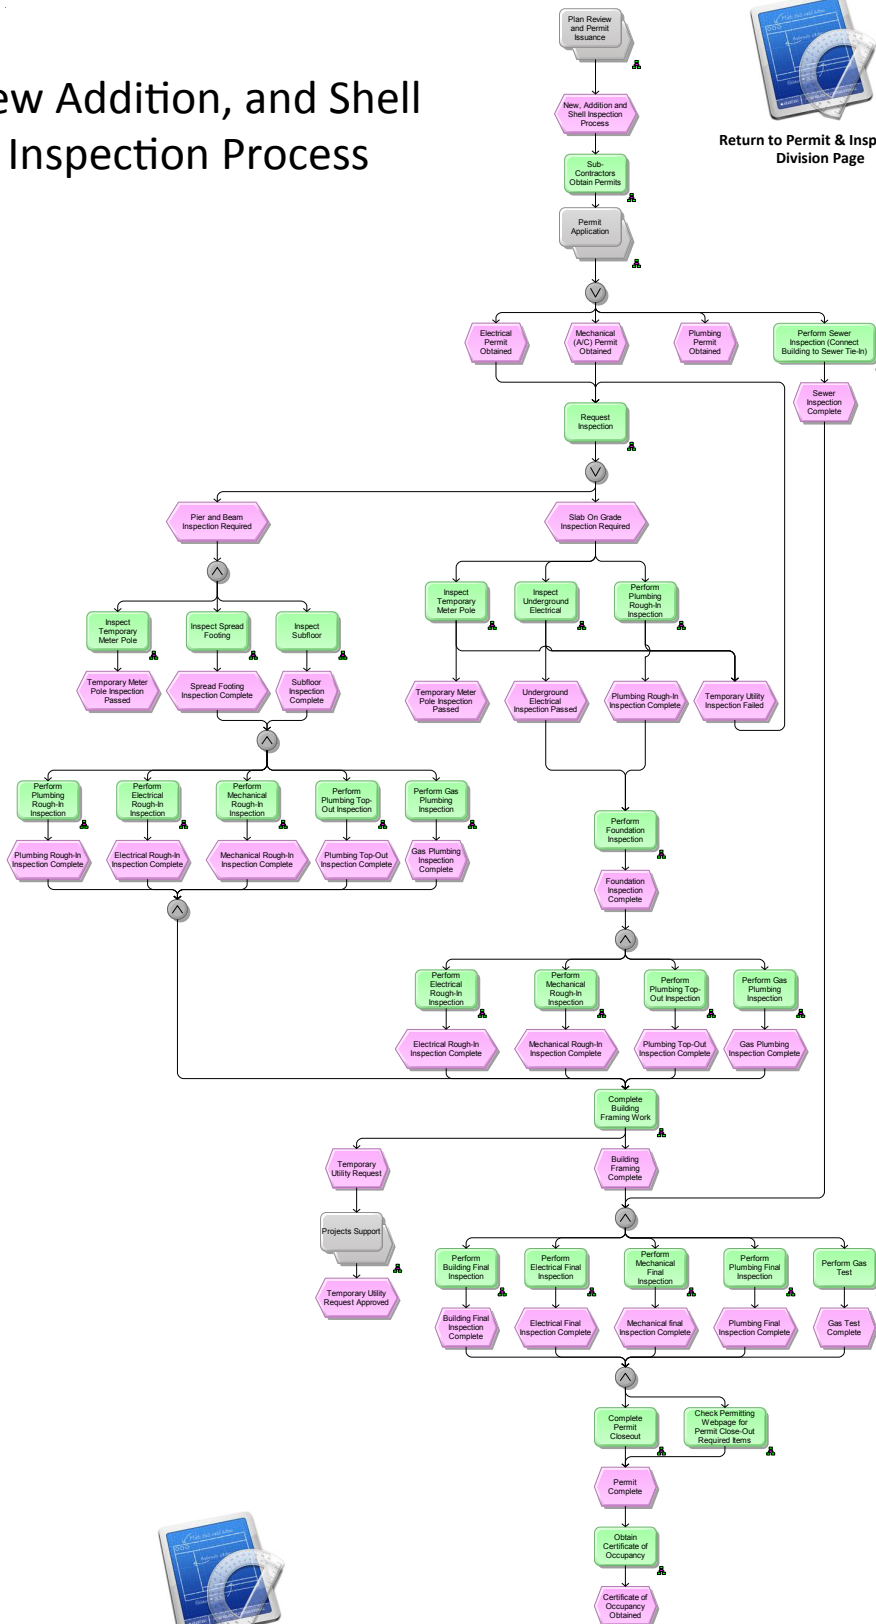 Plan Review
and Permit
Issuance
ew Addition, and Shell
Inspection Process
New, Addition and
Shell Inspection
Process
Return to Permit & Insp
Division Page
Sub-
Contractors
Obtain Permits
Permit
Application
Electrical
Permit
Obtained
Mechanical
(A/C) Permit
Obtained
Plumbing
Permit
Obtained
Perform Sewer
Inspection (Connect
Building to Sewer Tie-In)
Sewer
Inspection
Complete
Request
Inspection
Pier and Beam
Inspection Required
Slab On Grade
Inspection Required
Inspect
Temporary
Meter Pole
Inspect
Underground
Electrical
Perform
Plumbing
Rough-In
Inspection
Inspect
Temporary
Meter Pole
Inspect Spread
Footing
Inspect
Subfloor
Temporary Meter
Pole Inspection
Passed
Spread Footing
Inspection Complete
Subfloor
Inspection
Complete
Temporary Meter
Pole Inspection
Passed
Underground
Electrical
Inspection Passed
Plumbing Rough-In
Inspection Complete
Temporary Utility
Inspection Failed
Perform
Plumbing
Rough-In
Inspection
Perform
Electrical
Rough-In
Inspection
Perform
Mechanical
Rough-In
Inspection
Perform
Plumbing Top-
Out Inspection
Perform Gas
Plumbing
Inspection
Plumbing Rough-In
Inspection Complete
Electrical Rough-In
Inspection Complete
Mechanical Rough-In
Inspection Complete
Plumbing Top-Out
Inspection Complete
Gas Plumbing
Inspection
Complete
Perform
Foundation
Inspection
Foundation
Inspection
Complete
Perform
Electrical
Rough-In
Inspection
Perform
Mechanical
Rough-In
Inspection
Perform
Plumbing Top-
Out Inspection
Perform Gas
Plumbing
Inspection
Electrical Rough-In
Inspection Complete
Mechanical Rough-In
Inspection Complete
Plumbing Top-Out
Inspection Complete
Gas Plumbing
Inspection Complete
Complete
Building
Framing Work
Temporary
Utility Request
Building
Framing
Complete
Projects Support
Temporary Utility
Request Approved
Perform
Building Final
Inspection
Perform
Electrical Final
Inspection
Perform
Mechanical
Final
Inspection
Perform
Plumbing Final
Inspection
Perform Gas
Test
Building Final
Inspection
Complete
Electrical Final
Inspection Complete
Mechanical final
Inspection Complete
Plumbing Final
Inspection Complete
Gas Test
Complete
Complete
Permit
Closeout
Check Permitting
Webpage for
Permit Close-Out
Required Items
Permit
Complete
Obtain
Certificate of
Occupancy
Certificate of
Occupancy
Obtained